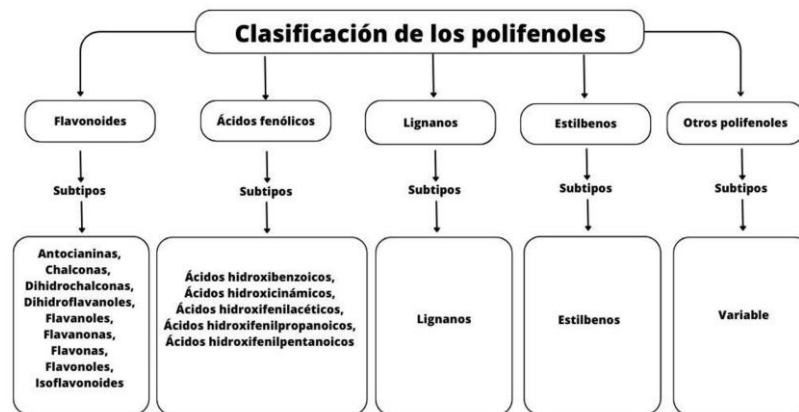 Clasificación de los polifenoles
Flavonoides
Ácidos fenólicos
Lignanos
Estilbenos
Otros polifenoles
Subtipos
Subtipos
Subtipos
Subtipos
Subtipos
Antocianinas,
Chalconas,
Dihidrochalconas,
Dihidroflavanoles,
Flavanoles,
Flavanonas,
Flavonas,
Flavonoles,
Isoflavonoides
Ácidos hidroxibenzoicos,
Ácidos hidroxicinámicos,
Ácidos hidroxifenilacéticos,
Ácidos hidroxifenilpropanoicos,
Ácidos hidroxifenilpentanoicos
Lignanos
Estilbenos
Variable